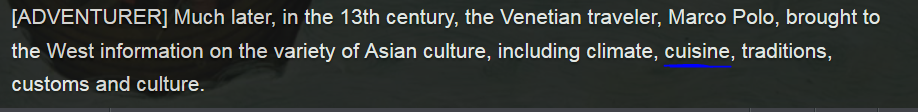 [ADVENTURER] Much later, in the 13th century, the Venetian traveler, Marco Polo, brought to
the West information on the variety of Asian culture, including climate, cuisine, traditions,
customs and culture.